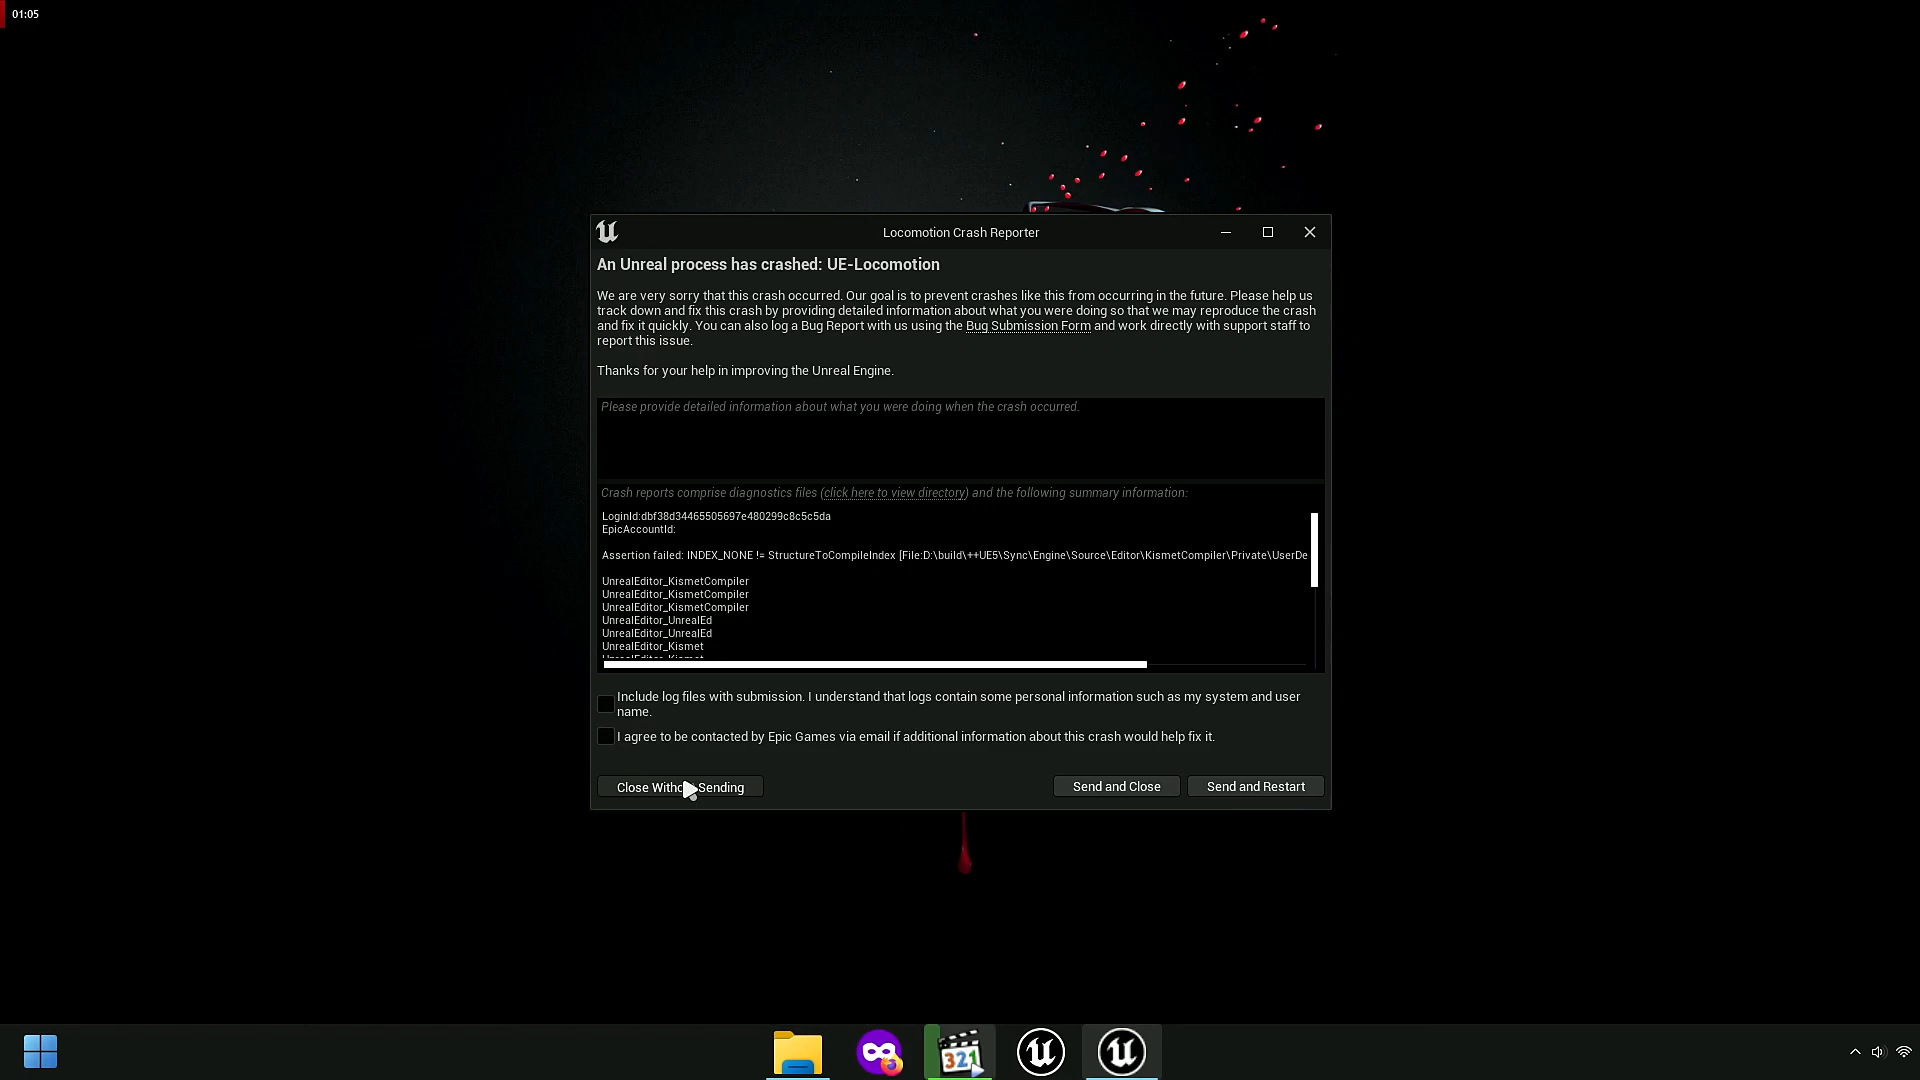 01:05
Locomotion Crash Reporter
An Unreal process has crashed: UE-Locomotion
We are very sorry that this crash occurred. Our goal is to prevent crashes like this from occurring in the future. Please help us
track down and fix this crash by providing detailed information about what you were doing so that we may reproduce the crash
and fix it quickly. You can also log a Bug Report with us using the Bug Submission Form and work directly with support staff to
report this issue.
Thanks for your help in improving the Unreal Engine.
Please provide detailed information about what you were doing when the crash occurred.
Crash reports comprise diagnostics files (click here to view directory) and the following summary information:
LoginId:dbf38d34465505697e480299c8c5c5da
EpicAccountId:
Assertion failed: INDEX_NONE != StructureToCompileIndex [File:D:\build\++UE5\Sync\Engine\Source\Editor\KismetCompiler\Private\UserDe
UnrealEditor_KismetCompiler
UnrealEditor_KismetCompiler
UnrealEditor_KismetCompiler
UnrealEditor_UnrealEd
UnrealEditor_UnrealEd
UnrealEditor_Kismet
UnrealEditor_Kismet
Include log files with submission. I understand that logs contain some personal information such as my system and user
name.
I agree to be contacted by Epic Games via email if additional information about this crash would help fix it.
Close Without Sending
Send and Close
Send and Restart
321